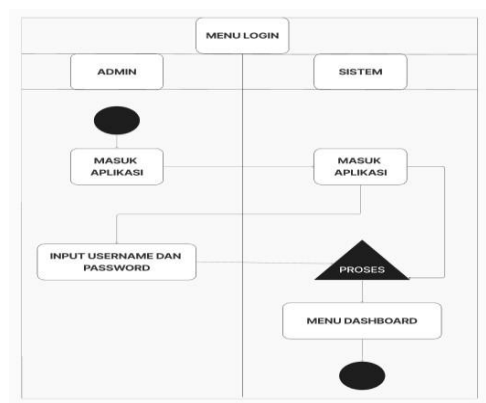 MENU LOGIN
ADMIN
SISTEM
MASUK
APLIKASI
MASUK
APLIKASI
INPUT USERNAME DAN
PASSWORD
PROSES
MENU DASHBOARD